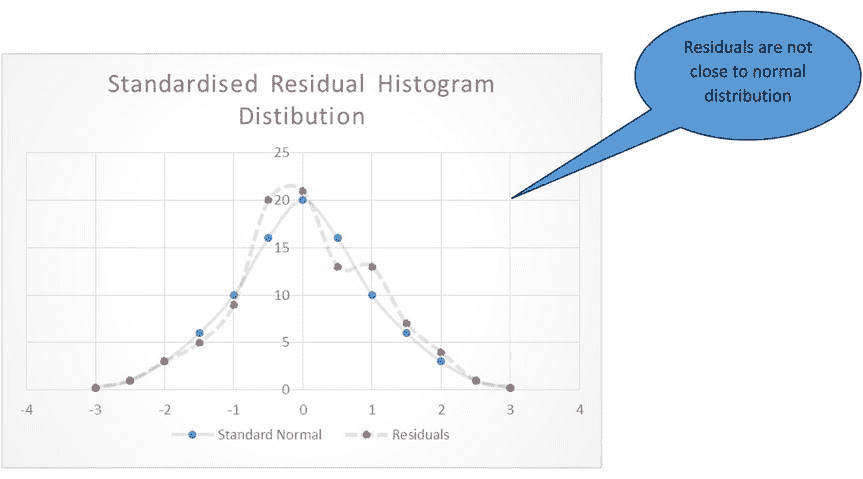 Residuals are not
close to normal
distribution
Standardised Residual Histogram
Distibution
25
20
15
10
5
0
-4 -3 -2 -1 0 1 2 3 4
Standard Normal Residuals